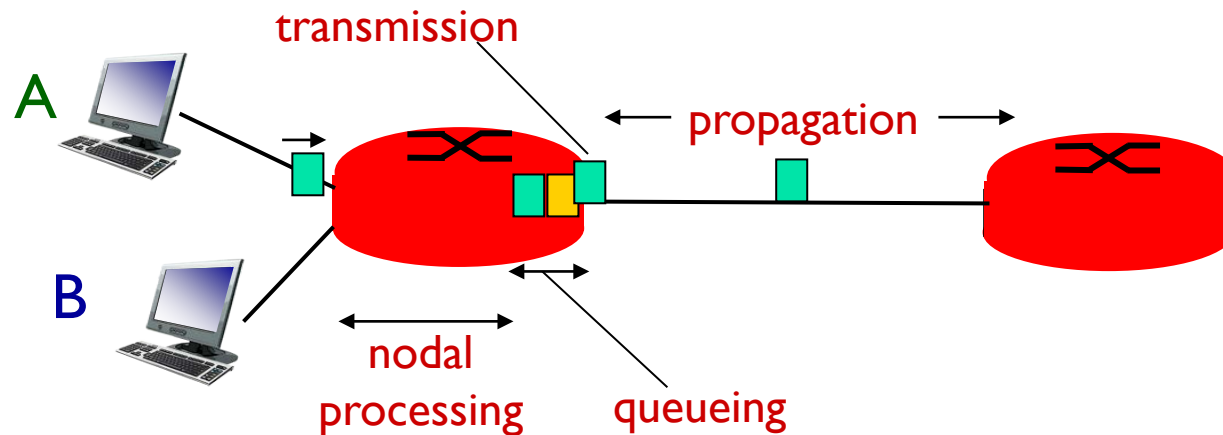 transmission
A
propagation
B
nodal
processing
queueing